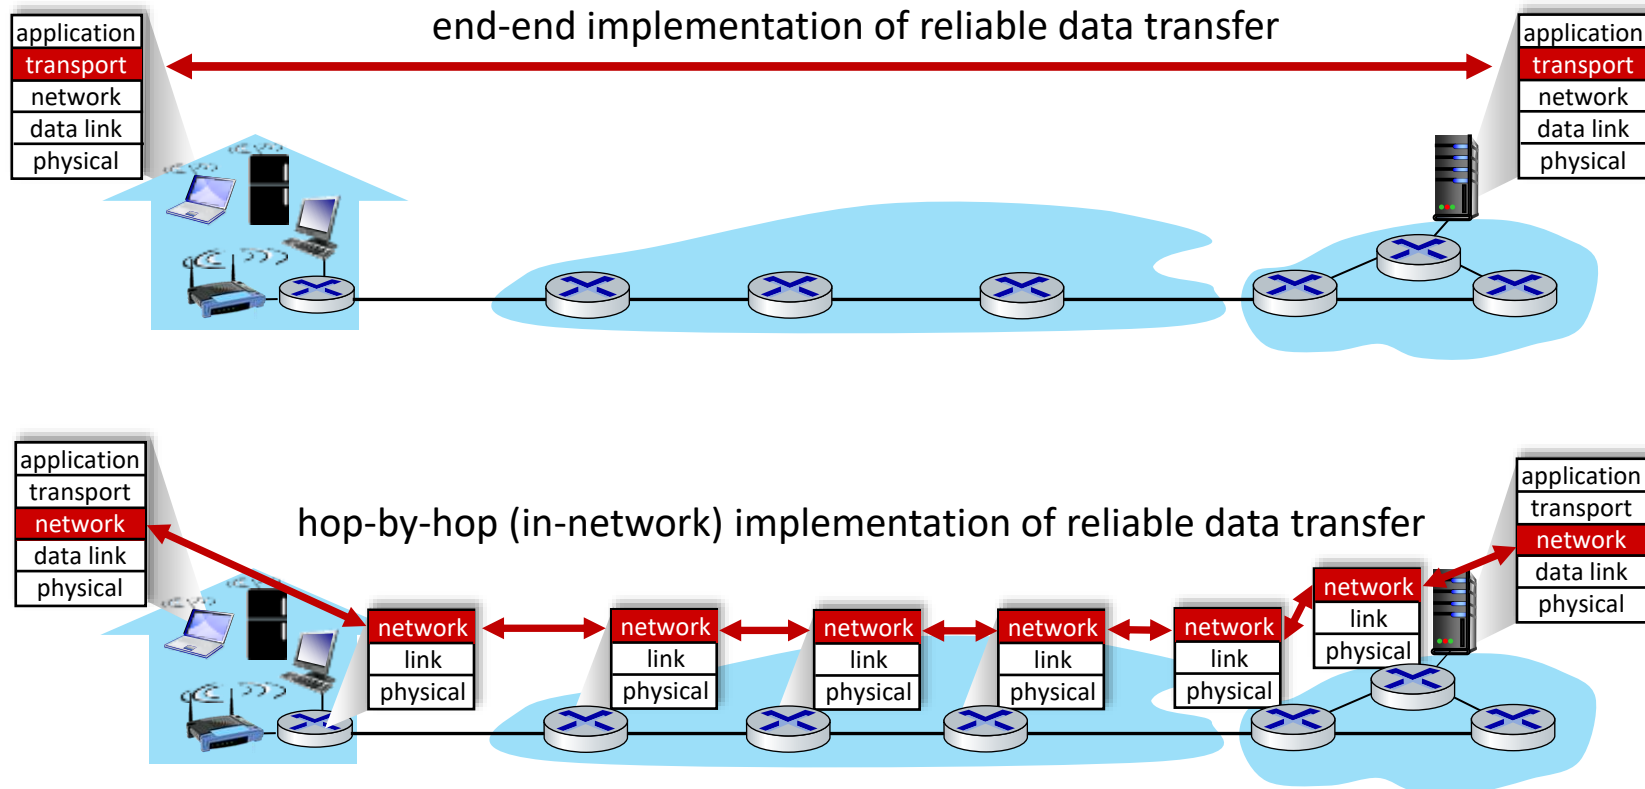 end-end implementation of reliable data transfer
application
transport
network
data link
physical
application
transport
network
data link
physical
hop-by-hop (in-network) implementation of reliable data transfer
application
transport
network
data link
physical
network
link
physical
network
link
physical
network
link
physical
network
link
physical
network
link
physical
network
link
physical
application
transport
network
data link
physical